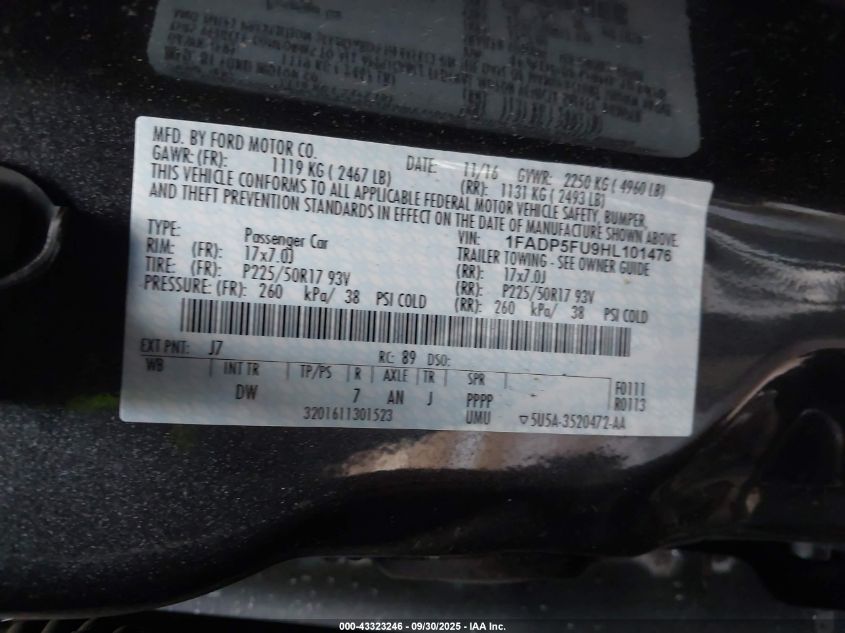 MFD. BY FORD MOTOR CO. DATE: 11/16 GVWR: 2250 KG ( 4960 LB)
GAWR: (FR): 1119 KG ( 2467 LB) (RR): 1131 KG ( 2493 LB)
THIS VEHICLE CONFORMS TO ALL APPLICABLE FEDERAL MOTOR VEHICLE SAFETY, BUMPER,
AND THEFT PREVENTION STANDARDS IN EFFECT ON THE DATE OF MANUFACTURE SHOWN ABOVE.
VIN: 1FADP5FU9HL101476
TYPE: Passenger Car TRAILER TOWING - SEE OWNER GUIDE
RIM: (FR): 17x7.0J (RR): 17x7.0J
TIRE: (FR): P225/50R17 93V (RR): P225/50R17 93V
PRESSURE: (FR): 260 kPa/ 38 PSI COLD (RR): 260 kPa/ 38 PSI COLD
EXT PNT: J7 RC: 89 DSO:
WB INT TR TP/PS R AXLE TR SPR F0111
DW 7 AN J PPPP R0113
3201611301523 UMU ▽5U5A-3520472-AA
000-43323246 - 09/30/2025 - IAA Inc.